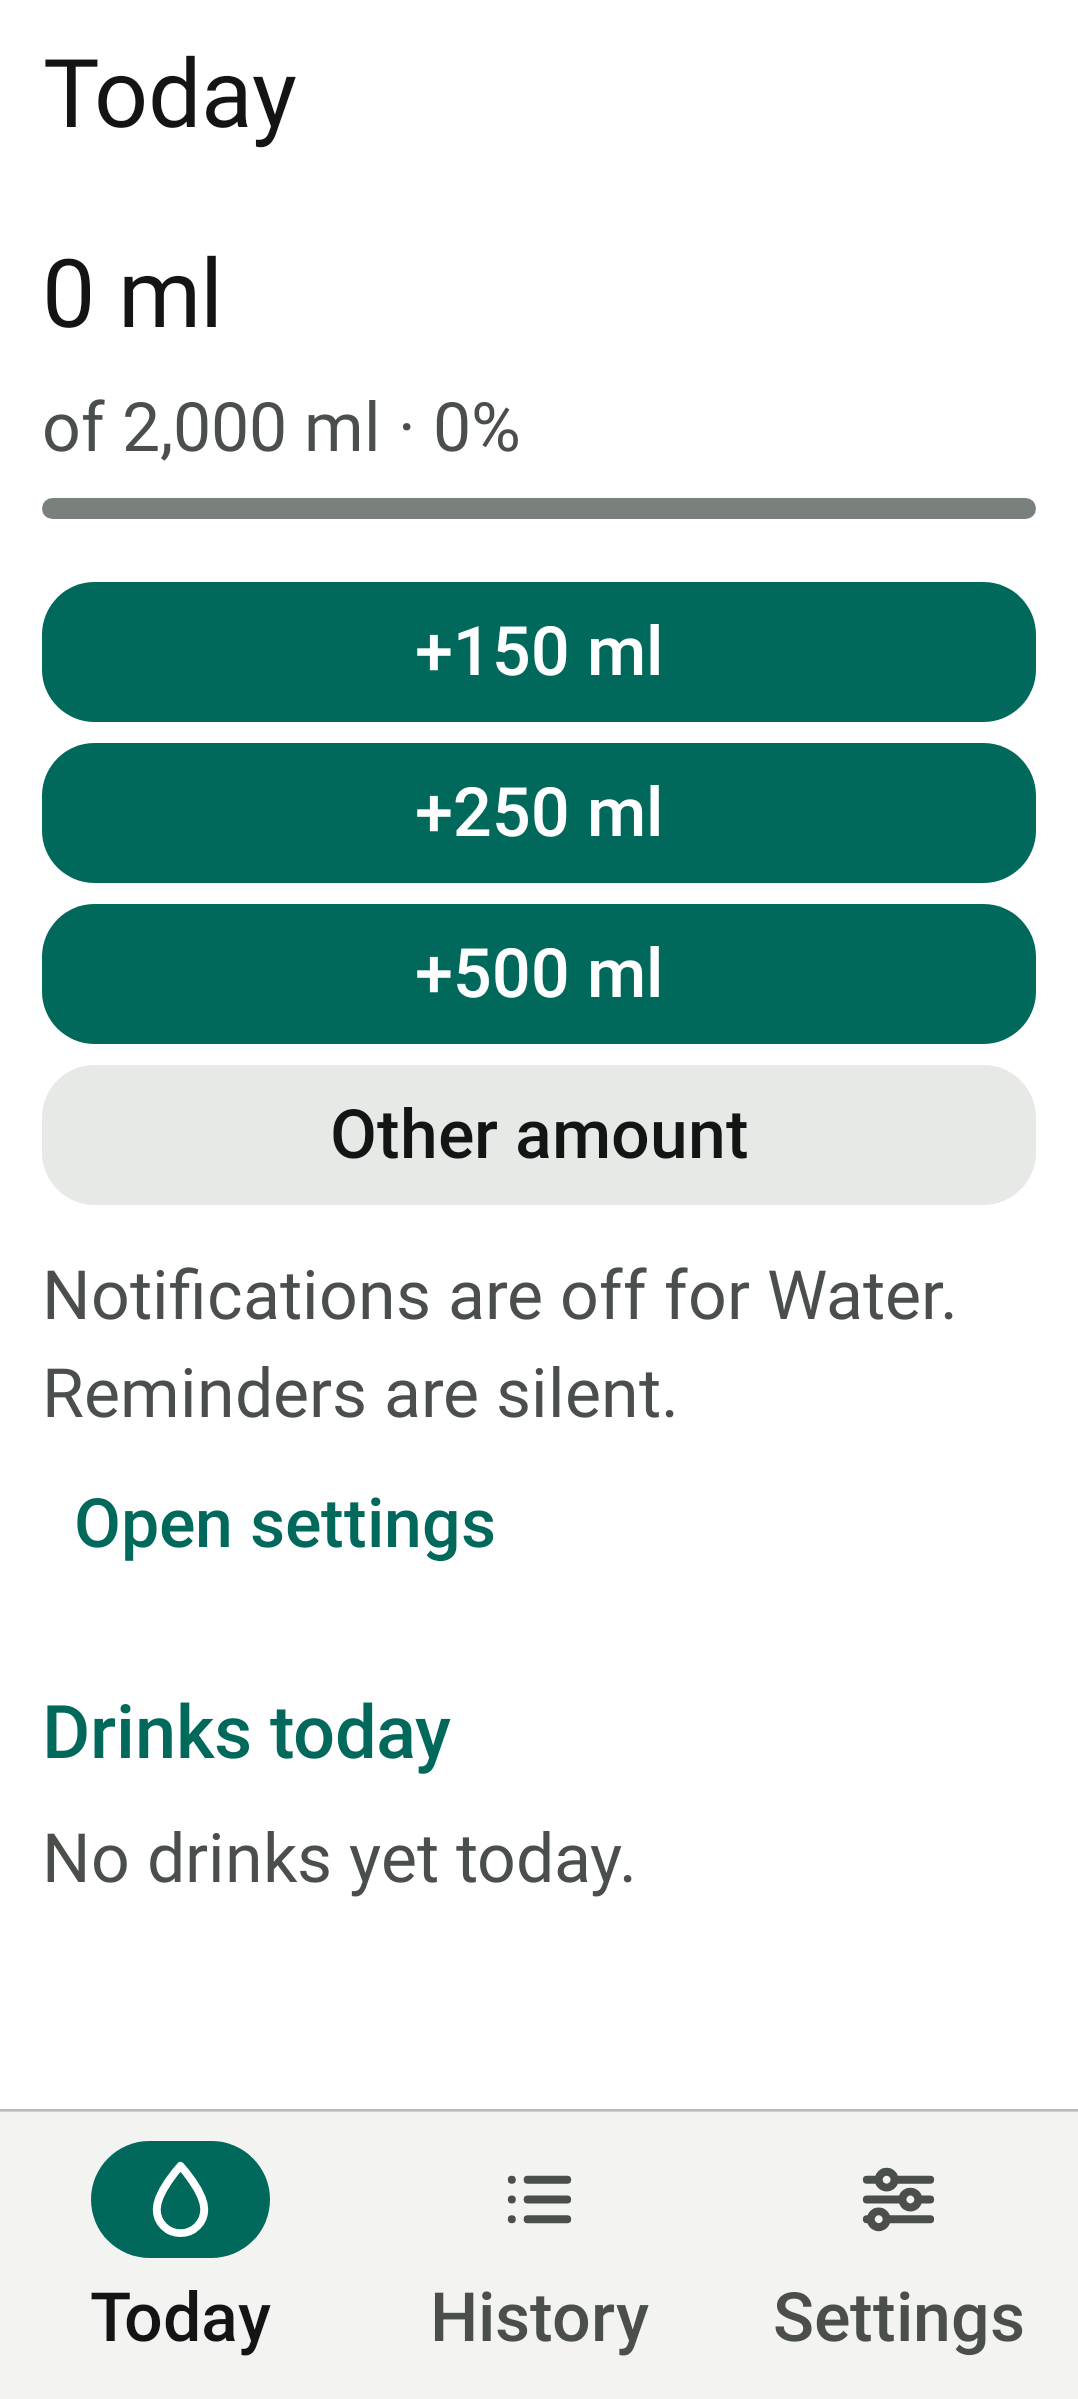 Today
0 ml
of 2,000 ml · 0%
+150 ml
+250 ml
+500 ml
Other amount
Notifications are off for Water.
Reminders are silent.
Open settings
Drinks today
No drinks yet today.
Today
History
Settings